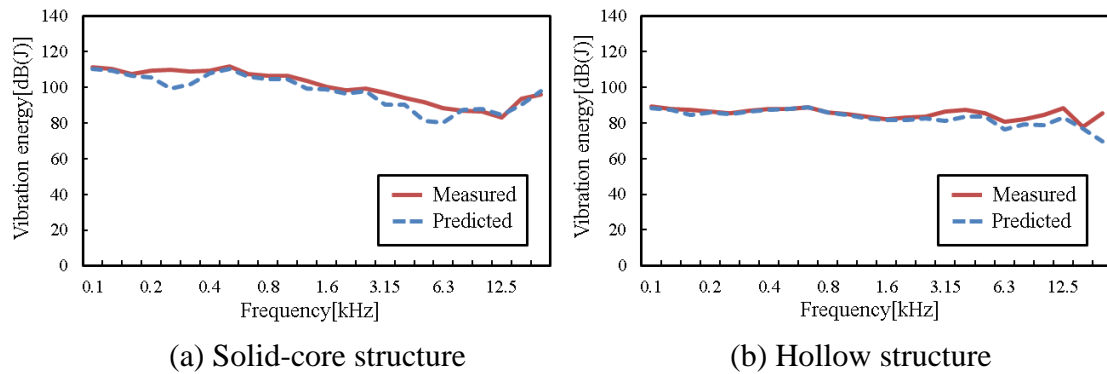 Vibration energy[dB(J)]
140
120
100
80
60
40
20
0
Measured
Predicted
0.1 0.2 0.4 0.8 1.6 3.15 6.3 12.5
Frequency[kHz]
(a) Solid-core structure
Vibration energy[dB(J)]
140
120
100
80
60
40
20
0
Measured
Predicted
0.1 0.2 0.4 0.8 1.6 3.15 6.3 12.5
Frequency[kHz]
(b) Hollow structure